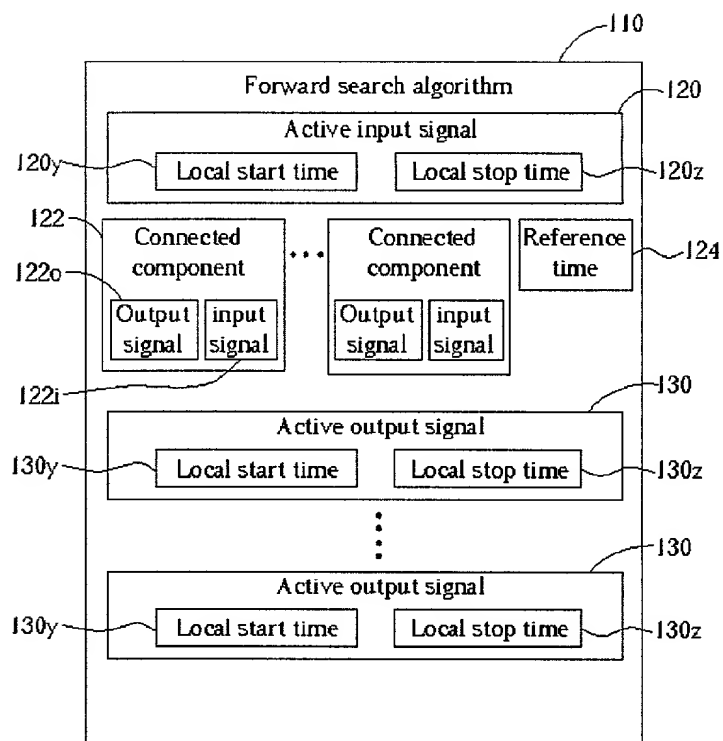 110
Forward search algorithm
120
Active input signal
120y
Local start time
Local stop time
120z
122
Connected component
...
Connected component
Reference time
124
122o
Output signal
input signal
Output signal
input signal
122i
130
Active output signal
130y
Local start time
Local stop time
130z
130
Active output signal
130y
Local start time
Local stop time
130z